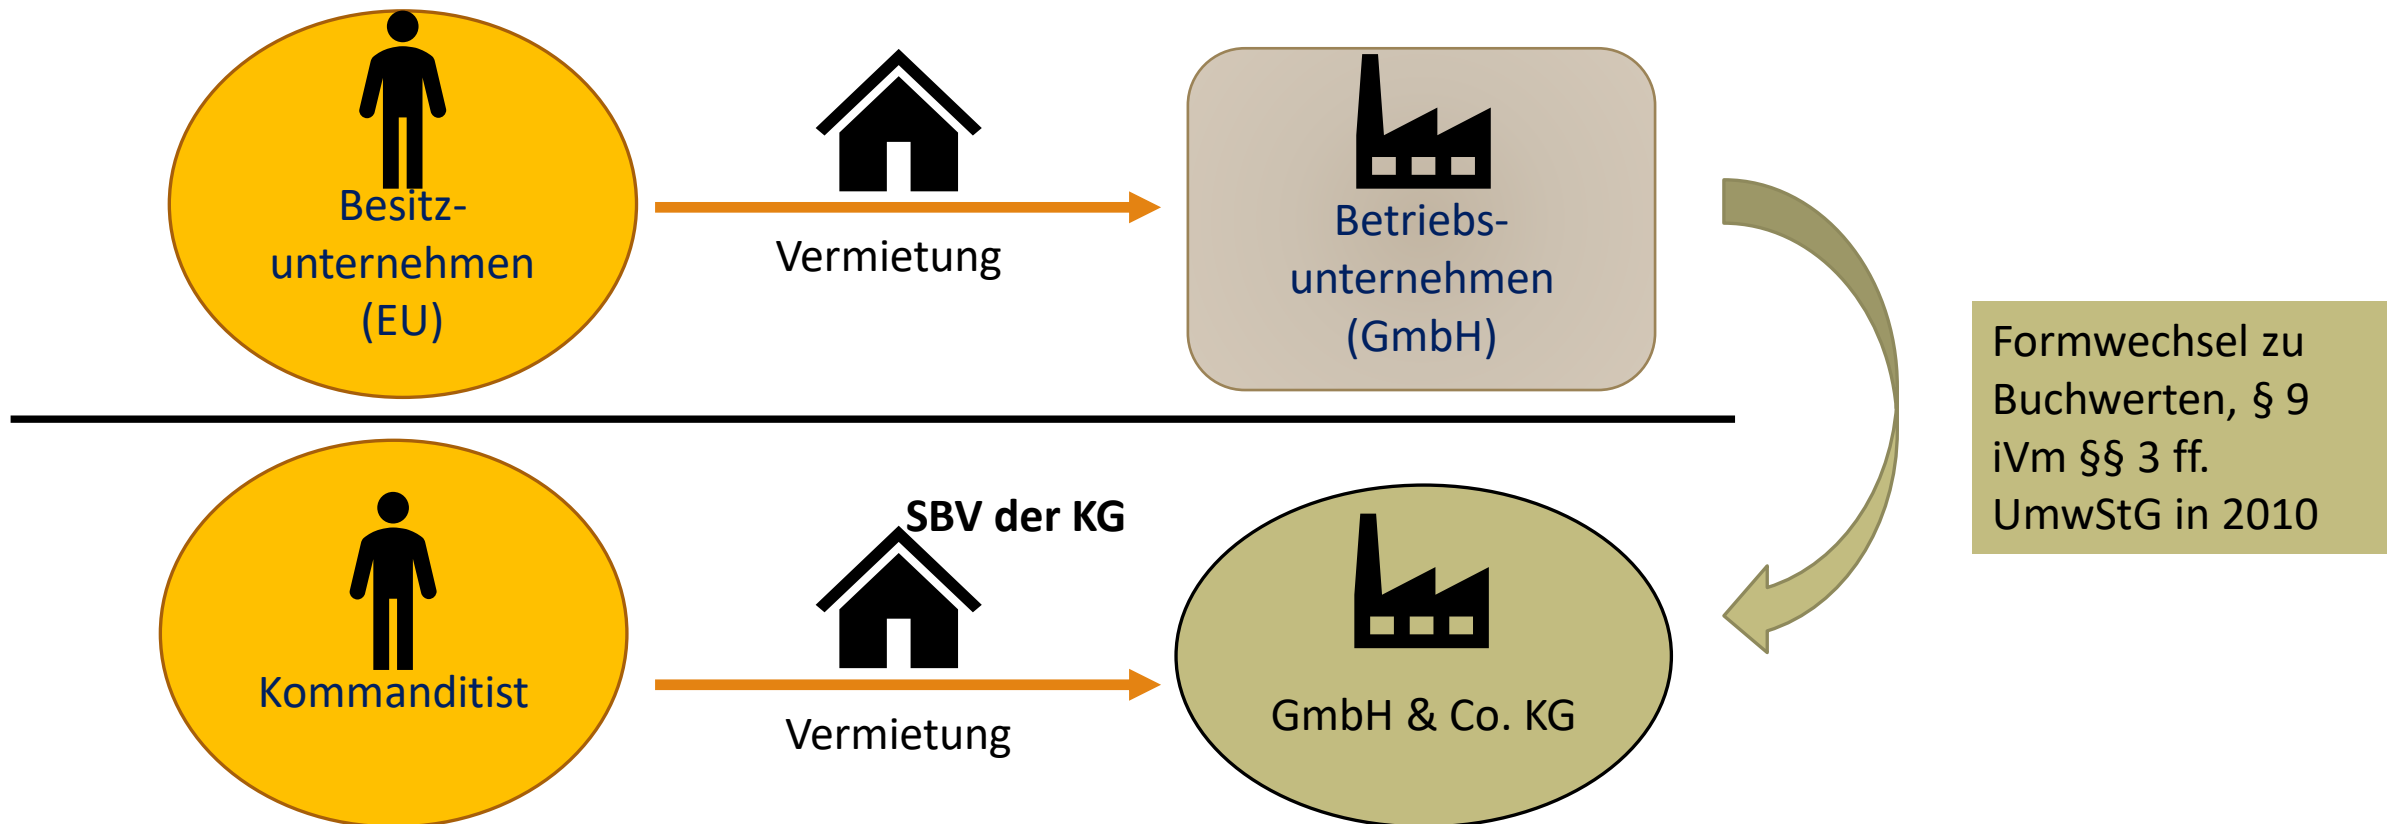 Besitz-
unternehmen
(EU)
Vermietung
Betriebs-
unternehmen
(GmbH)
Formwechsel zu
Buchwerten, § 9
iVm §§ 3 ff.
UmwStG in 2010
SBV der KG
Kommanditist
Vermietung
GmbH & Co. KG